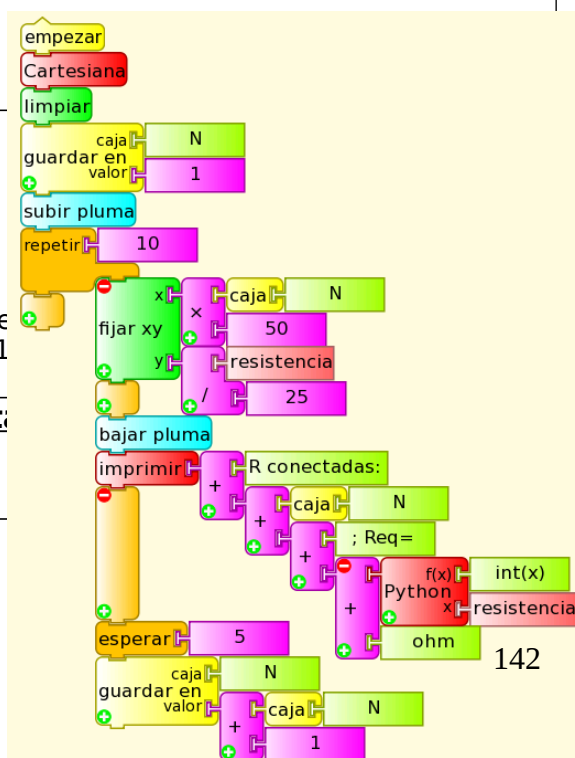 empezar
Cartesiana
limpiar
caja N
guardar en
valor 1
subir pluma
repetir 10
x × caja N
fijar xy 50
y resistencia
/ 25
bajar pluma
imprimir + R conectadas:
+ caja N
+ ; Req=
f(x) int(x)
+ Python
x resistencia
ohm
esperar 5
142
caja N
guardar en
valor + caja N
1